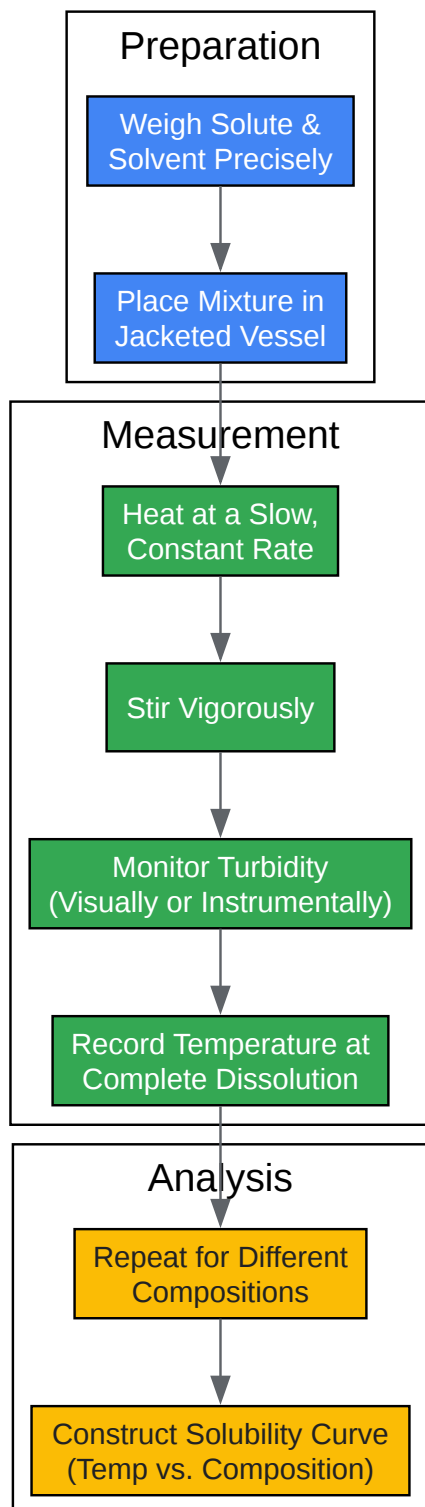 Preparation
Weigh Solute &
Solvent Precisely
Place Mixture in
Jacketed Vessel
Measurement
Heat at a Slow,
Constant Rate
Stir Vigorously
Monitor Turbidity
(Visually or Instrumentally)
Record Temperature at
Complete Dissolution
Analysis
Repeat for Different
Compositions
Construct Solubility Curve
(Temp vs. Composition)